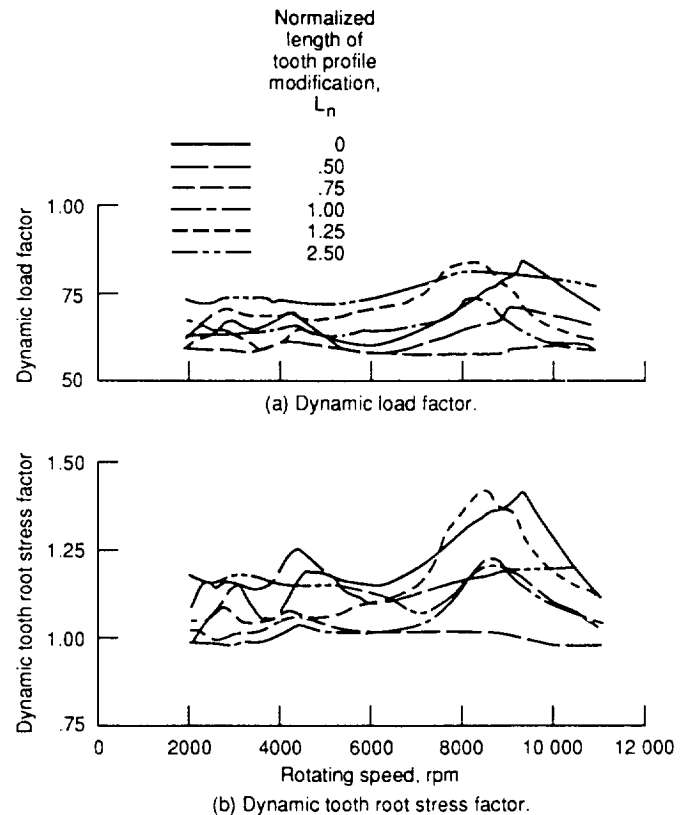 Normalized
length of
tooth profile
modification,
Ln
0
.50
.75
1.00
1.25
2.50
Dynamic load factor
1.00
75
50
(a) Dynamic load factor.
Dynamic tooth root stress factor
1.50
1.25
1.00
.75
0 2000 4000 6000 8000 10 000 12 000
Rotating speed, rpm
(b) Dynamic tooth root stress factor.